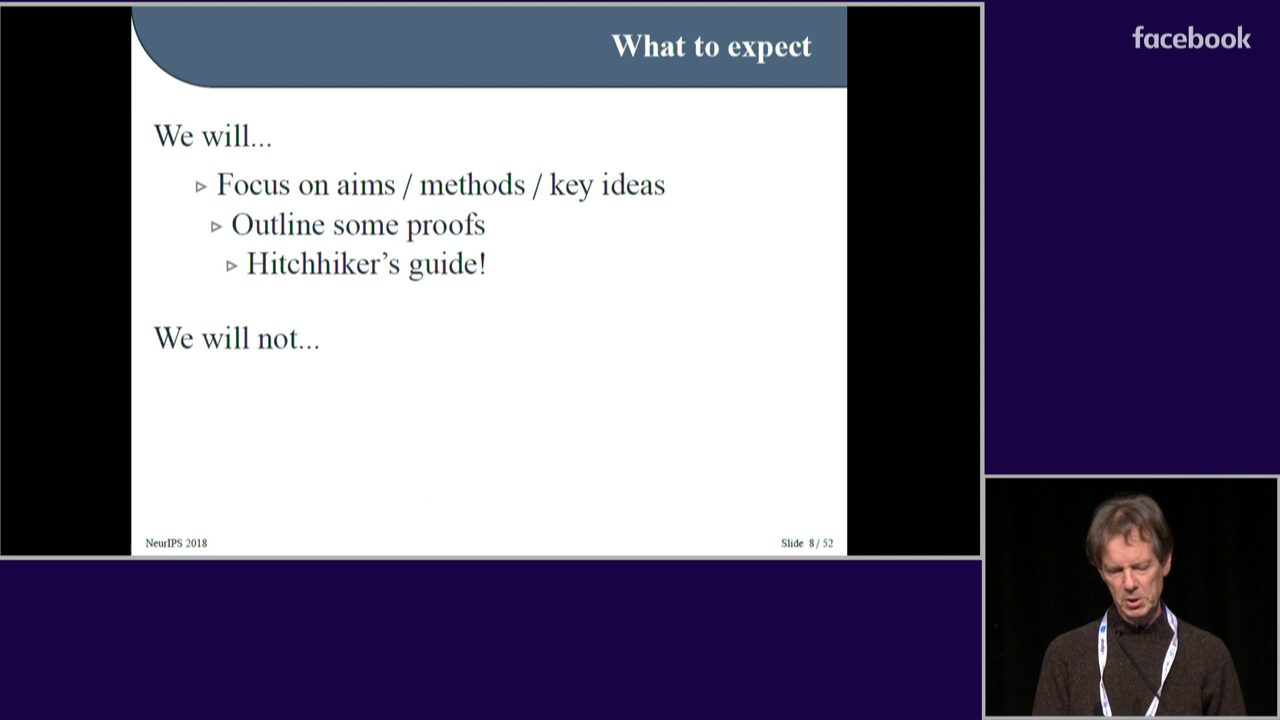 What to expect
facebook
We will...
▹ Focus on aims / methods / key ideas
▹ Outline some proofs
▹ Hitchhiker’s guide!
We will not...
NeurIPS 2018
Slide 8 / 52